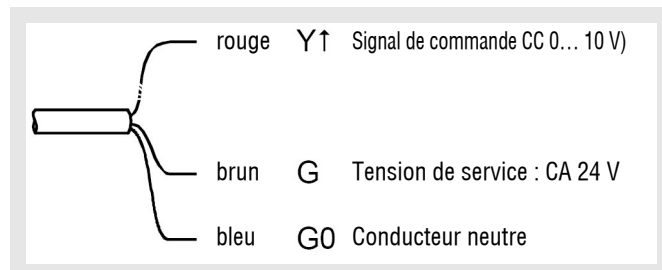 rouge Y↑ Signal de commande CC 0… 10 V)
brun G Tension de service : CA 24 V
bleu G0 Conducteur neutre